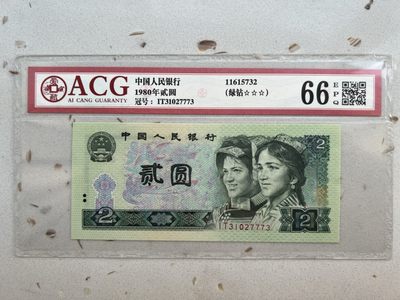 ACG
AI CANG GUARANTY
中国人民银行
1980年贰圆
冠号：IT31027773
11615732
(绿钻☆☆☆)
66
EPQ
中国人民银行
2
贰圆
2
2
IT31027773